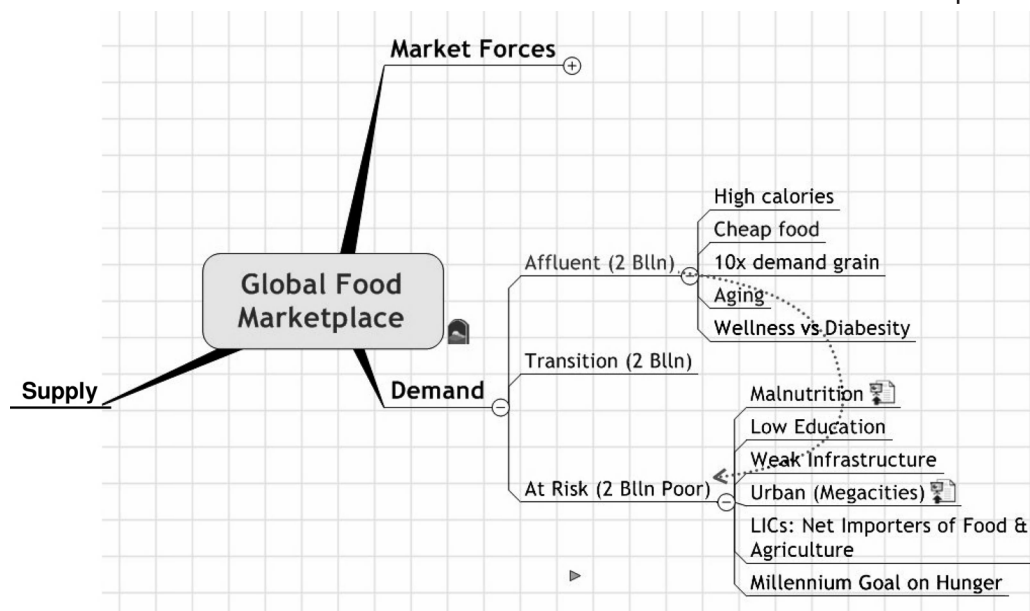 Market Forces
High calories
Cheap food
Affluent (2 Blln)
10x demand grain
Global Food
Marketplace
Aging
Wellness vs Diabesity
Transition (2 Blln)
Supply
Demand
Malnutrition
Low Education
Weak Infrastructure
At Risk (2 Blln Poor)
Urban (Megacities)
LICs: Net Importers of Food &
Agriculture
Millennium Goal on Hunger